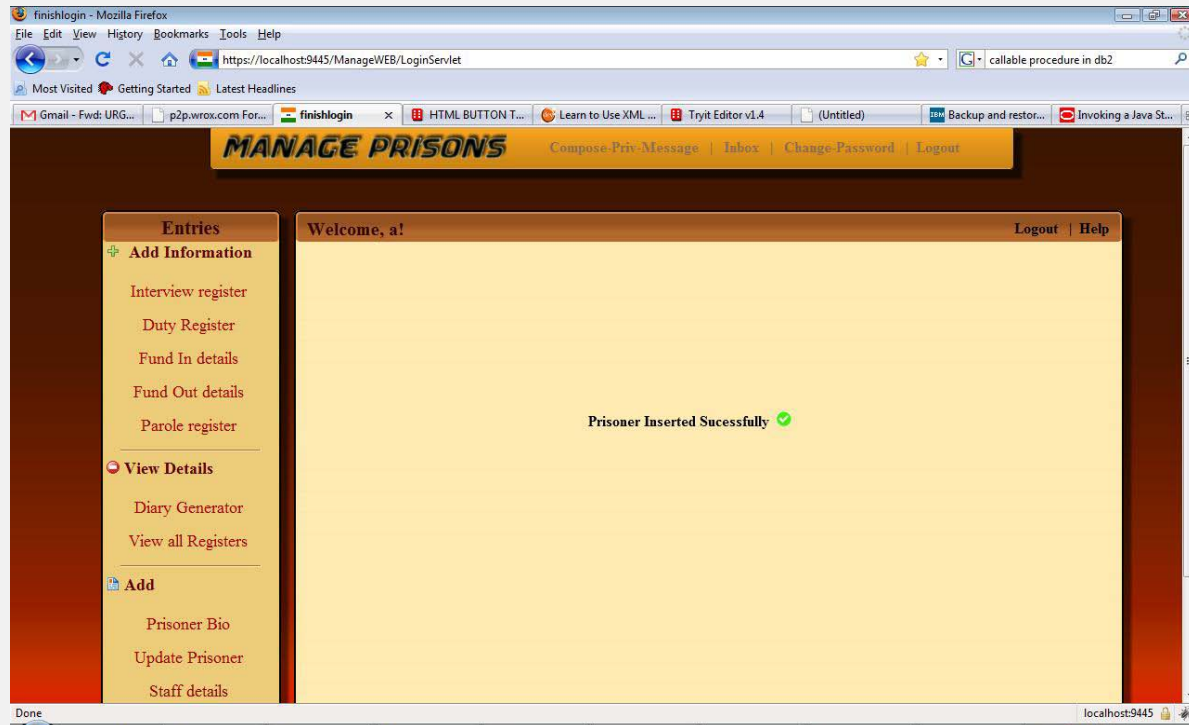 finishlogin - Mozilla Firefox
File Edit View History Bookmarks Tools Help
https://localhost:9445/ManageWEB/LoginServlet
G callable procedure in db2
Most Visited Getting Started Latest Headlines
Gmail - Fwd: URG... p2p.wrox.com For... finishlogin HTML BUTTON T... Learn to Use XML ... Tryit Editor v1.4 (Untitled) IBM Backup and restor... Invoking a Java St...
MANAGE PRISONS
Compose-Priv-Message | Inbox | Change-Password | Logout
Entries
Add Information
Interview register
Duty Register
Fund In details
Fund Out details
Parole register
View Details
Diary Generator
View all Registers
Add
Prisoner Bio
Update Prisoner
Staff details
Welcome, a!
Logout | Help
Prisoner Inserted Sucessfully
Done
localhost:9445